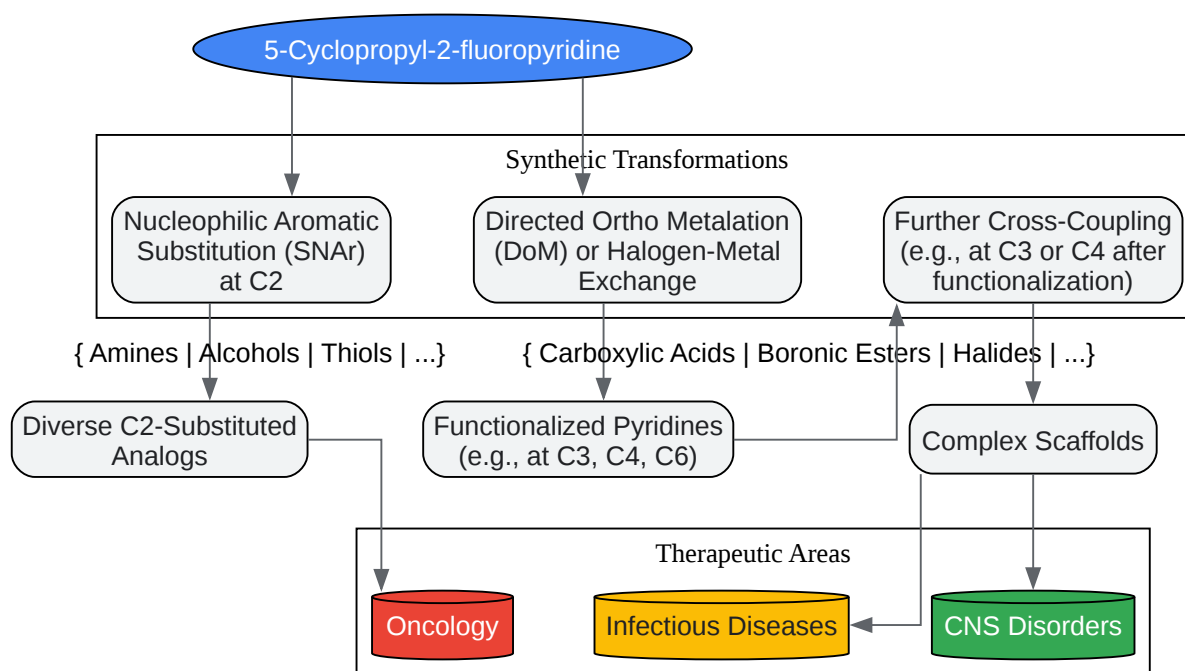 5-Cyclopropyl-2-fluoropyridine
Synthetic Transformations
Nucleophilic Aromatic
Substitution (SNAr)
at C2
Directed Ortho Metalation
(DoM) or Halogen-Metal
Exchange
Further Cross-Coupling
(e.g., at C3 or C4 after
functionalization)
{ Amines | Alcohols | Thiols | ...}
{ Carboxylic Acids | Boronic Esters | Halides | ...}
Diverse C2-Substituted
Analogs
Functionalized Pyridines
(e.g., at C3, C4, C6)
Complex Scaffolds
Therapeutic Areas
Oncology
Infectious Diseases
CNS Disorders